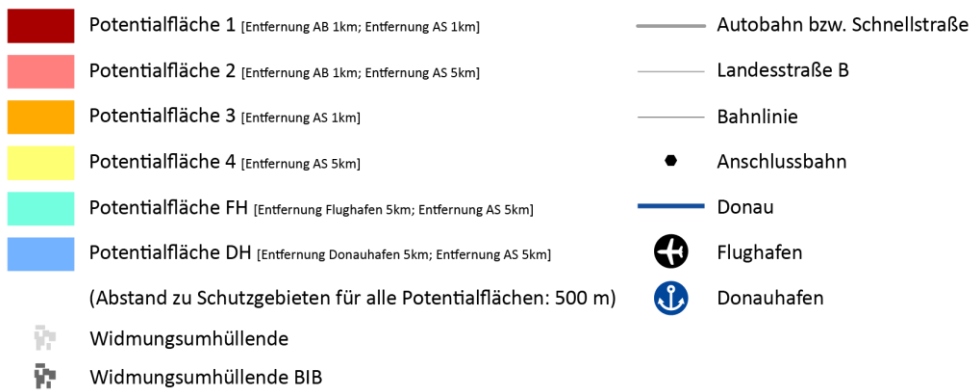 Potentialfläche 1 [Entfernung AB 1km; Entfernung AS 1km]
Potentialfläche 2 [Entfernung AB 1km; Entfernung AS 5km]
Potentialfläche 3 [Entfernung AS 1km]
Potentialfläche 4 [Entfernung AS 5km]
Potentialfläche FH [Entfernung Flughafen 5km; Entfernung AS 5km]
Potentialfläche DH [Entfernung Donauhafen 5km; Entfernung AS 5km]
(Abstand zu Schutzgebieten für alle Potentialflächen: 500 m)
Widmungsumhüllende
Widmungsumhüllende BIB
Autobahn bzw. Schnellstraße
Landesstraße B
Bahnlinie
Anschlussbahn
Donau
Flughafen
Donauhafen